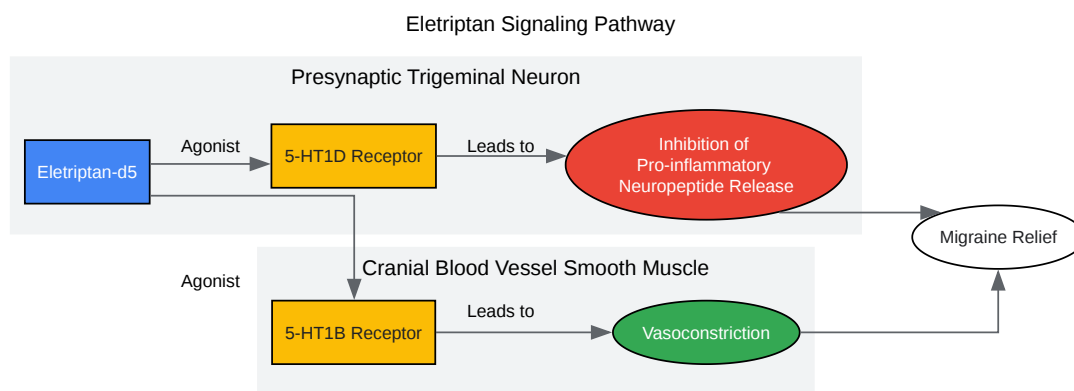 Eletriptan Signaling Pathway
Presynaptic Trigeminal Neuron
Eletriptan-d5
Agonist
5-HT1D Receptor
Leads to
Inhibition of
Pro-inflammatory
Neuropeptide Release
Migraine Relief
Cranial Blood Vessel Smooth Muscle
Agonist
5-HT1B Receptor
Leads to
Vasoconstriction